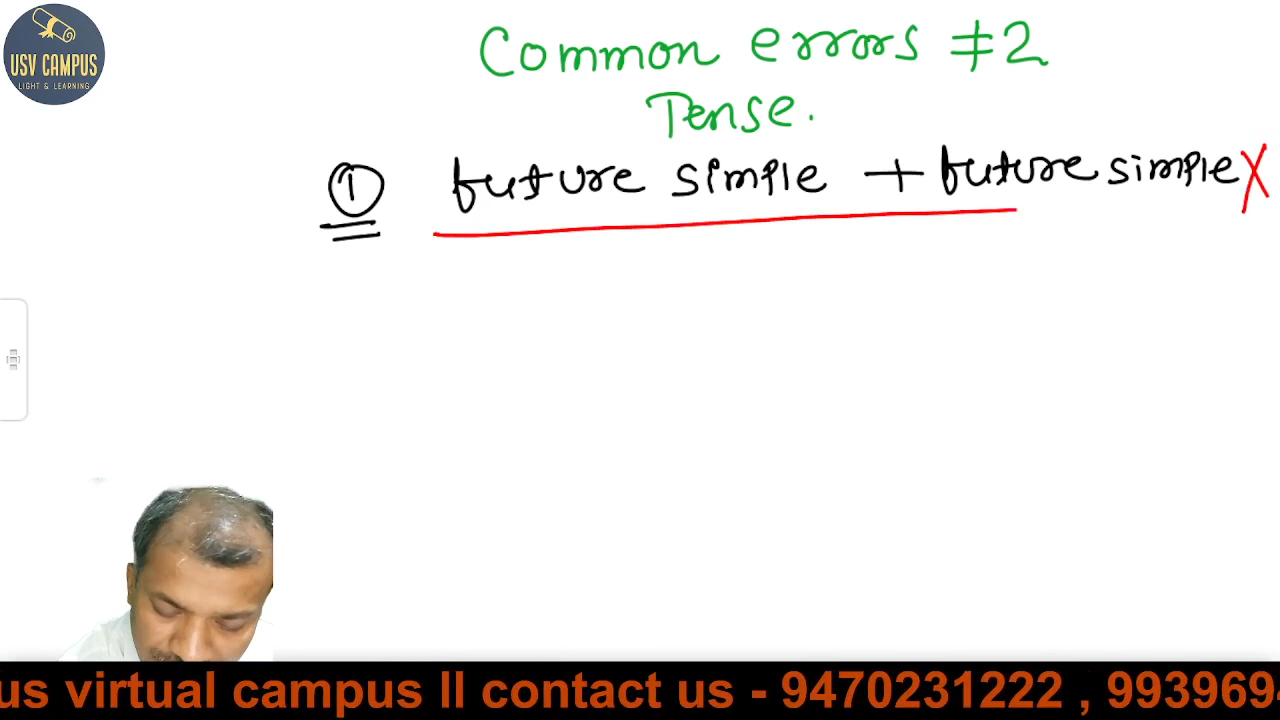 USV CAMPUS
LIGHT & LEARNING
Common errors #2
Tense.
① future simple + future simple X
us virtual campus ll contact us - 9470231222 , 993969